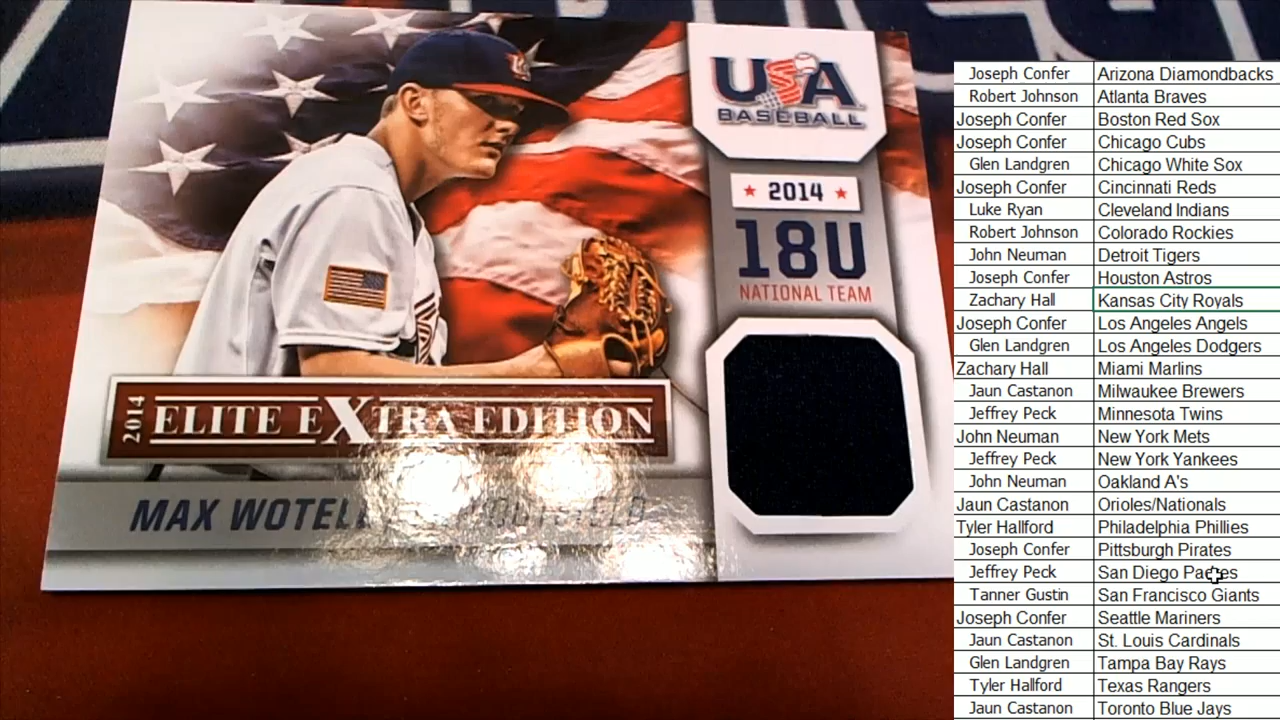 USA
BASEBALL
2014
18U
NATIONAL TEAM
2014 ELITE EXTRA EDITION
MAX WOTELL
Joseph Confer Arizona Diamondbacks
Robert Johnson Atlanta Braves
Joseph Confer Boston Red Sox
Joseph Confer Chicago Cubs
Glen Landgren Chicago White Sox
Joseph Confer Cincinnati Reds
Luke Ryan Cleveland Indians
Robert Johnson Colorado Rockies
John Neuman Detroit Tigers
Joseph Confer Houston Astros
Zachary Hall Kansas City Royals
Joseph Confer Los Angeles Angels
Glen Landgren Los Angeles Dodgers
Zachary Hall Miami Marlins
Jaun Castanon Milwaukee Brewers
Jeffrey Peck Minnesota Twins
John Neuman New York Mets
Jeffrey Peck New York Yankees
John Neuman Oakland A's
Jaun Castanon Orioles/Nationals
Tyler Hallford Philadelphia Phillies
Joseph Confer Pittsburgh Pirates
Jeffrey Peck San Diego Padres
Tanner Gustin San Francisco Giants
Joseph Confer Seattle Mariners
Jaun Castanon St. Louis Cardinals
Glen Landgren Tampa Bay Rays
Tyler Hallford Texas Rangers
Jaun Castanon Toronto Blue Jays